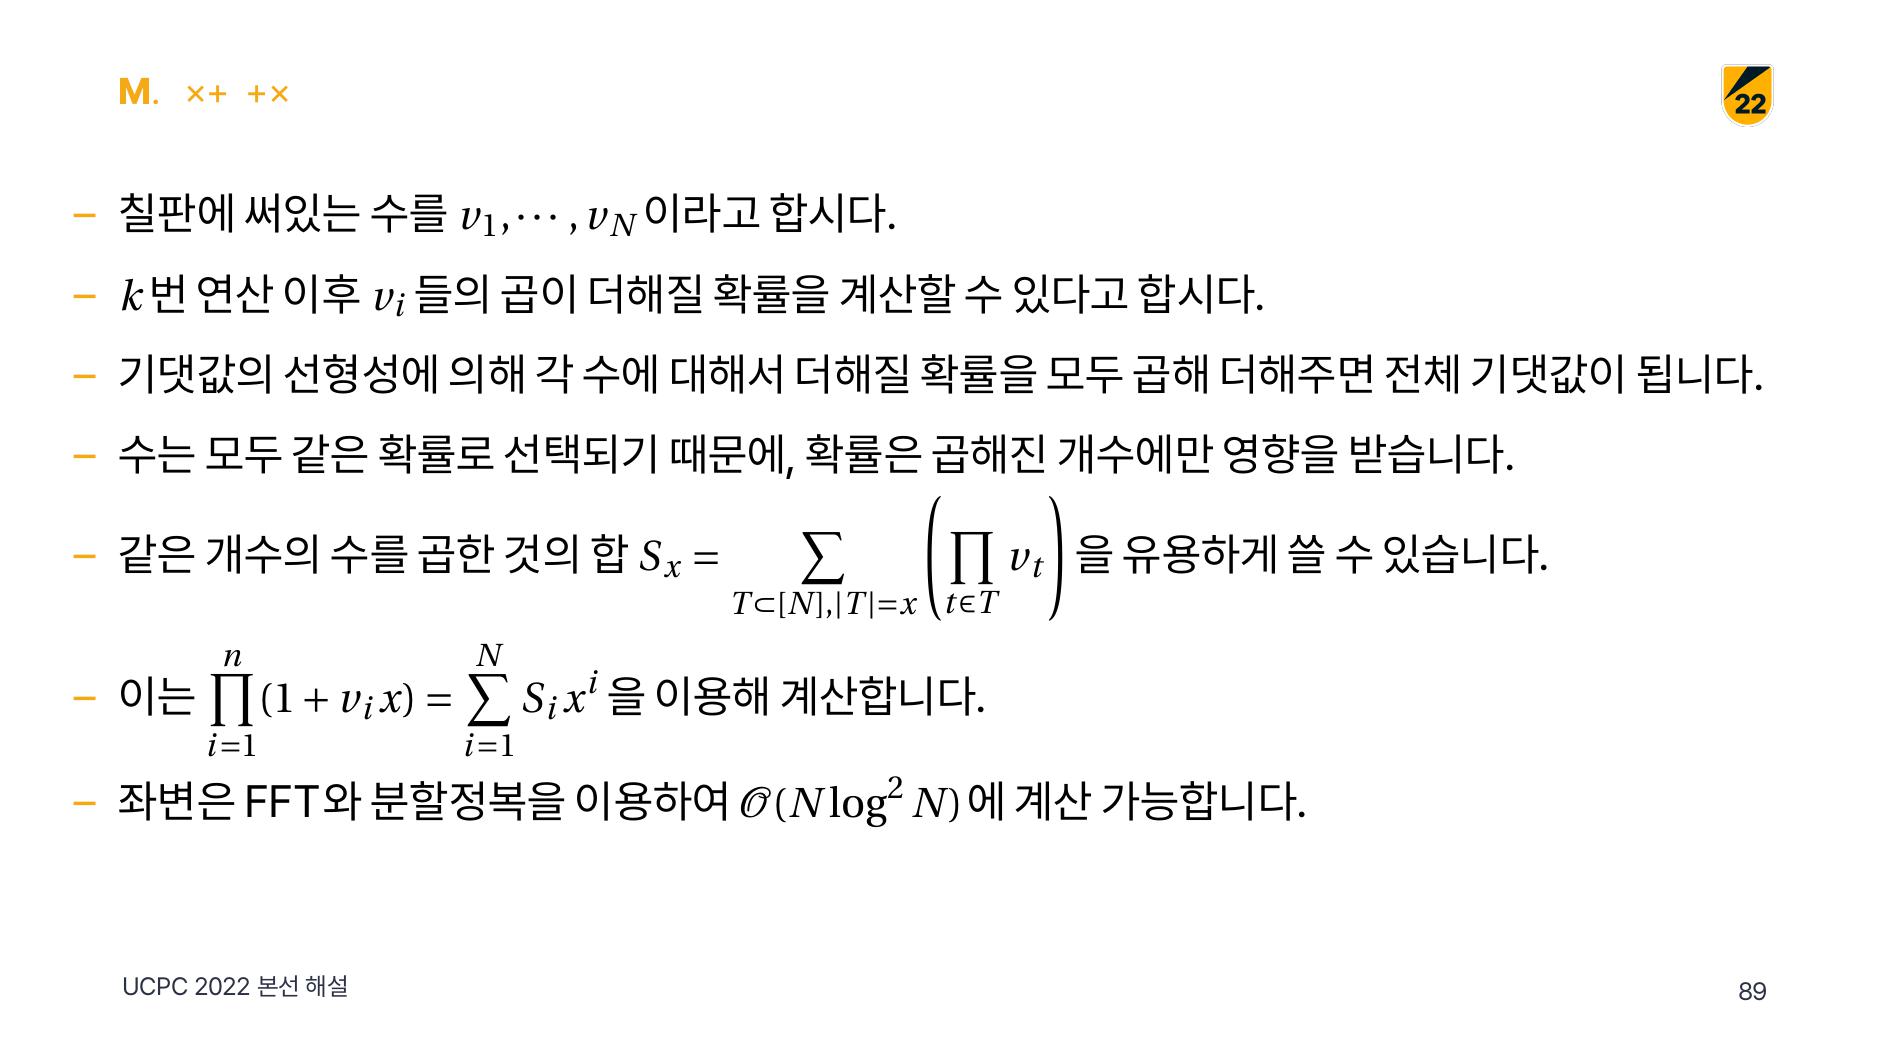 M. ×+ +×
22
– 칠판에 써있는 수를 $v_1, \cdots, v_N$이라고 합시다.
– $k$번 연산 이후 $v_i$들의 곱이 더해질 확률을 계산할 수 있다고 합시다.
– 기댓값의 선형성에 의해 각 수에 대해서 더해질 확률을 모두 곱해 더해주면 전체 기댓값이 됩니다.
– 수는 모두 같은 확률로 선택되기 때문에, 확률은 곱해진 개수에만 영향을 받습니다.
– 같은 개수의 수를 곱한 것의 합 $S_x = \sum_{T \subset [N], |T|=x} \left( \prod_{t \in T} v_t \right)$을 유용하게 쓸 수 있습니다.
– 이는 $\prod_{i=1}^{n} (1 + v_i x) = \sum_{i=1}^{N} S_i x^i$을 이용해 계산합니다.
– 좌변은 FFT와 분할정복을 이용하여 $\mathcal{O}(N \log^2 N)$에 계산 가능합니다.
UCPC 2022 본선 해설
89